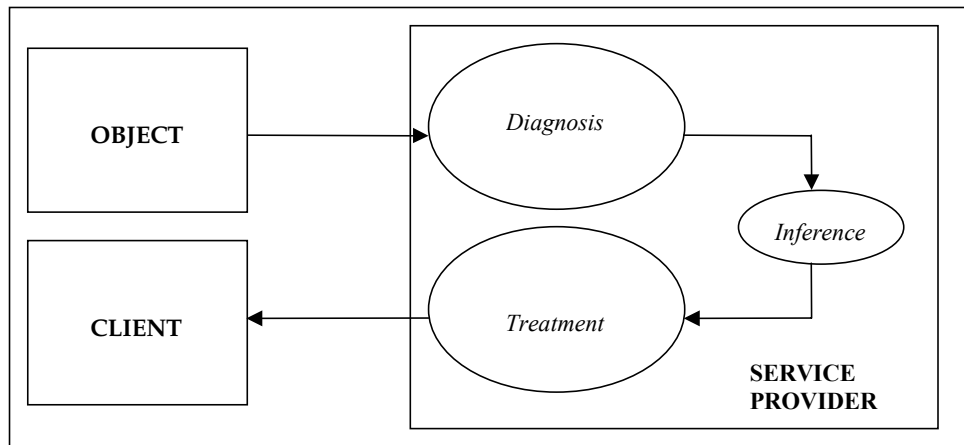 OBJECT
Diagnosis
Inference
CLIENT
Treatment
SERVICE
PROVIDER